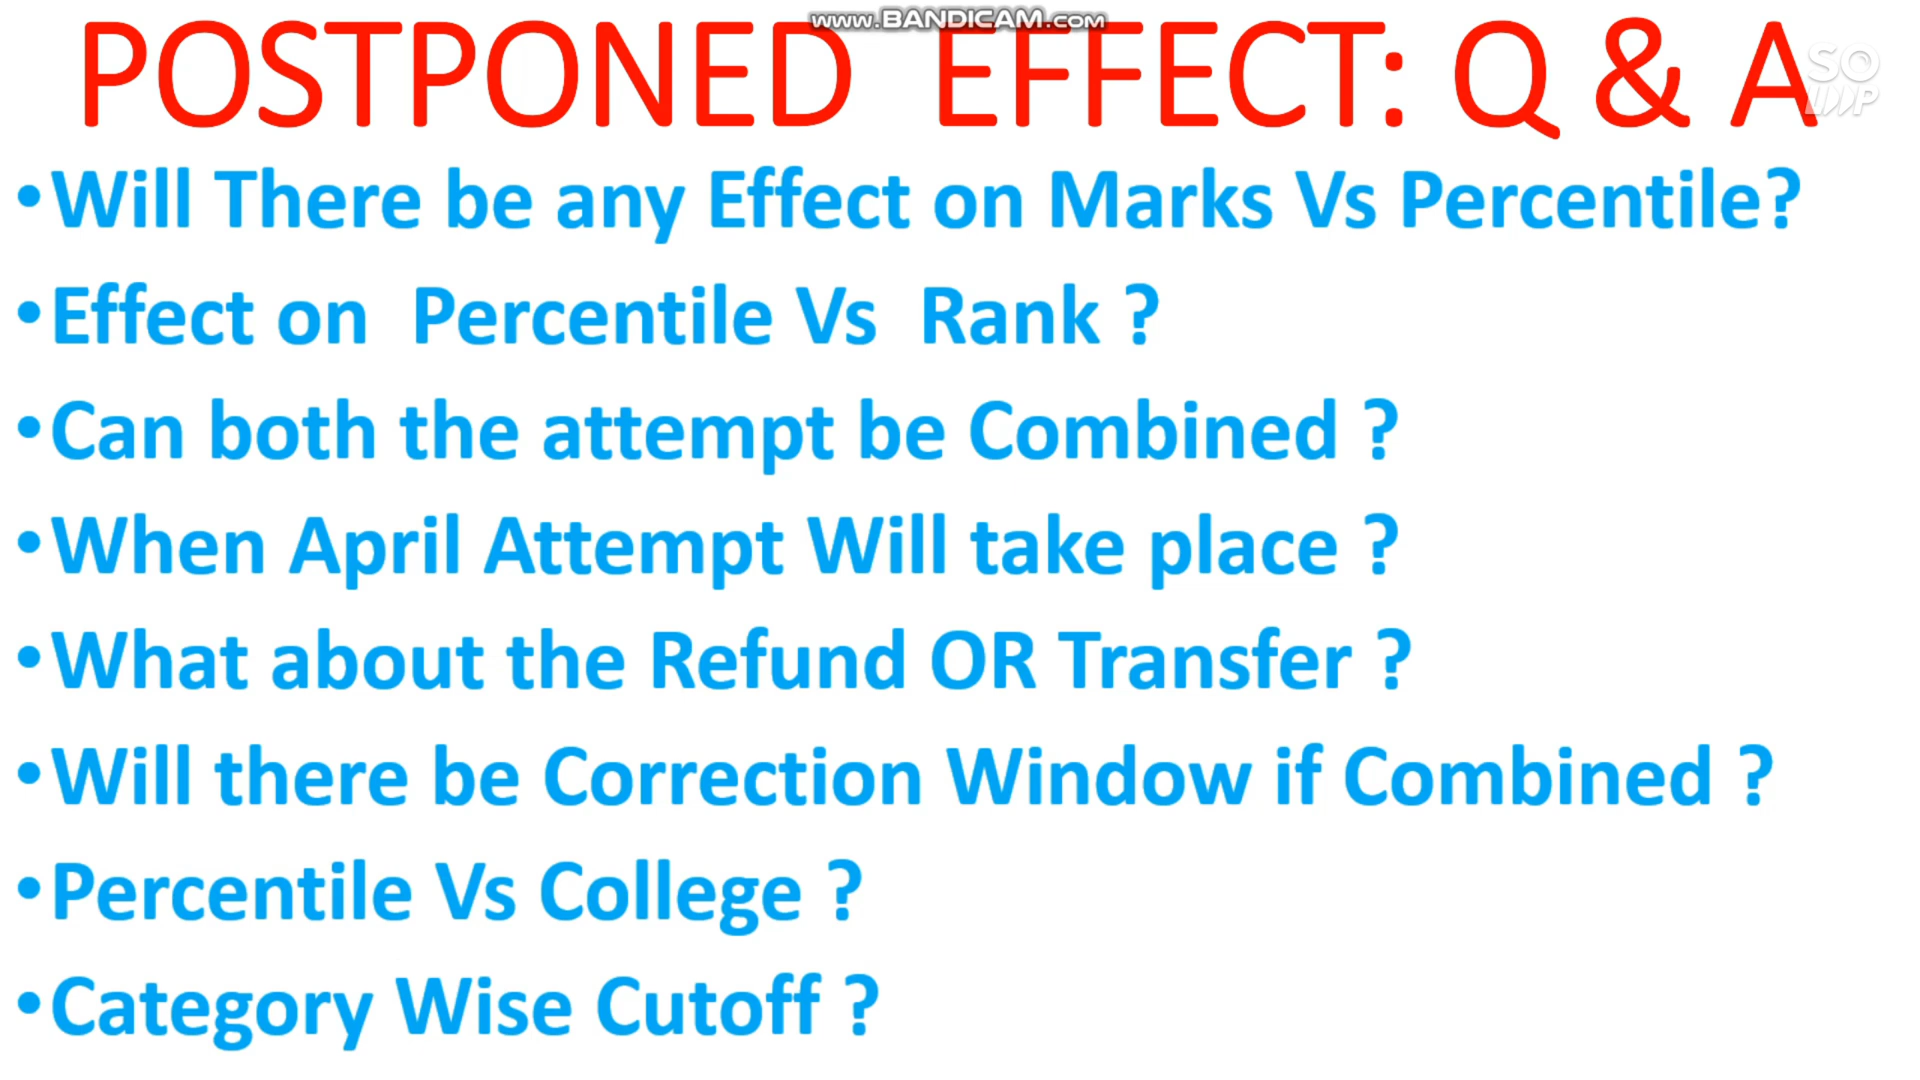 www.BANDICAM.com
POSTPONED EFFECT: Q & A
SO
•Will There be any Effect on Marks Vs Percentile?
•Effect on Percentile Vs Rank ?
•Can both the attempt be Combined ?
•When April Attempt Will take place ?
•What about the Refund OR Transfer ?
•Will there be Correction Window if Combined ?
•Percentile Vs College ?
•Category Wise Cutoff ?